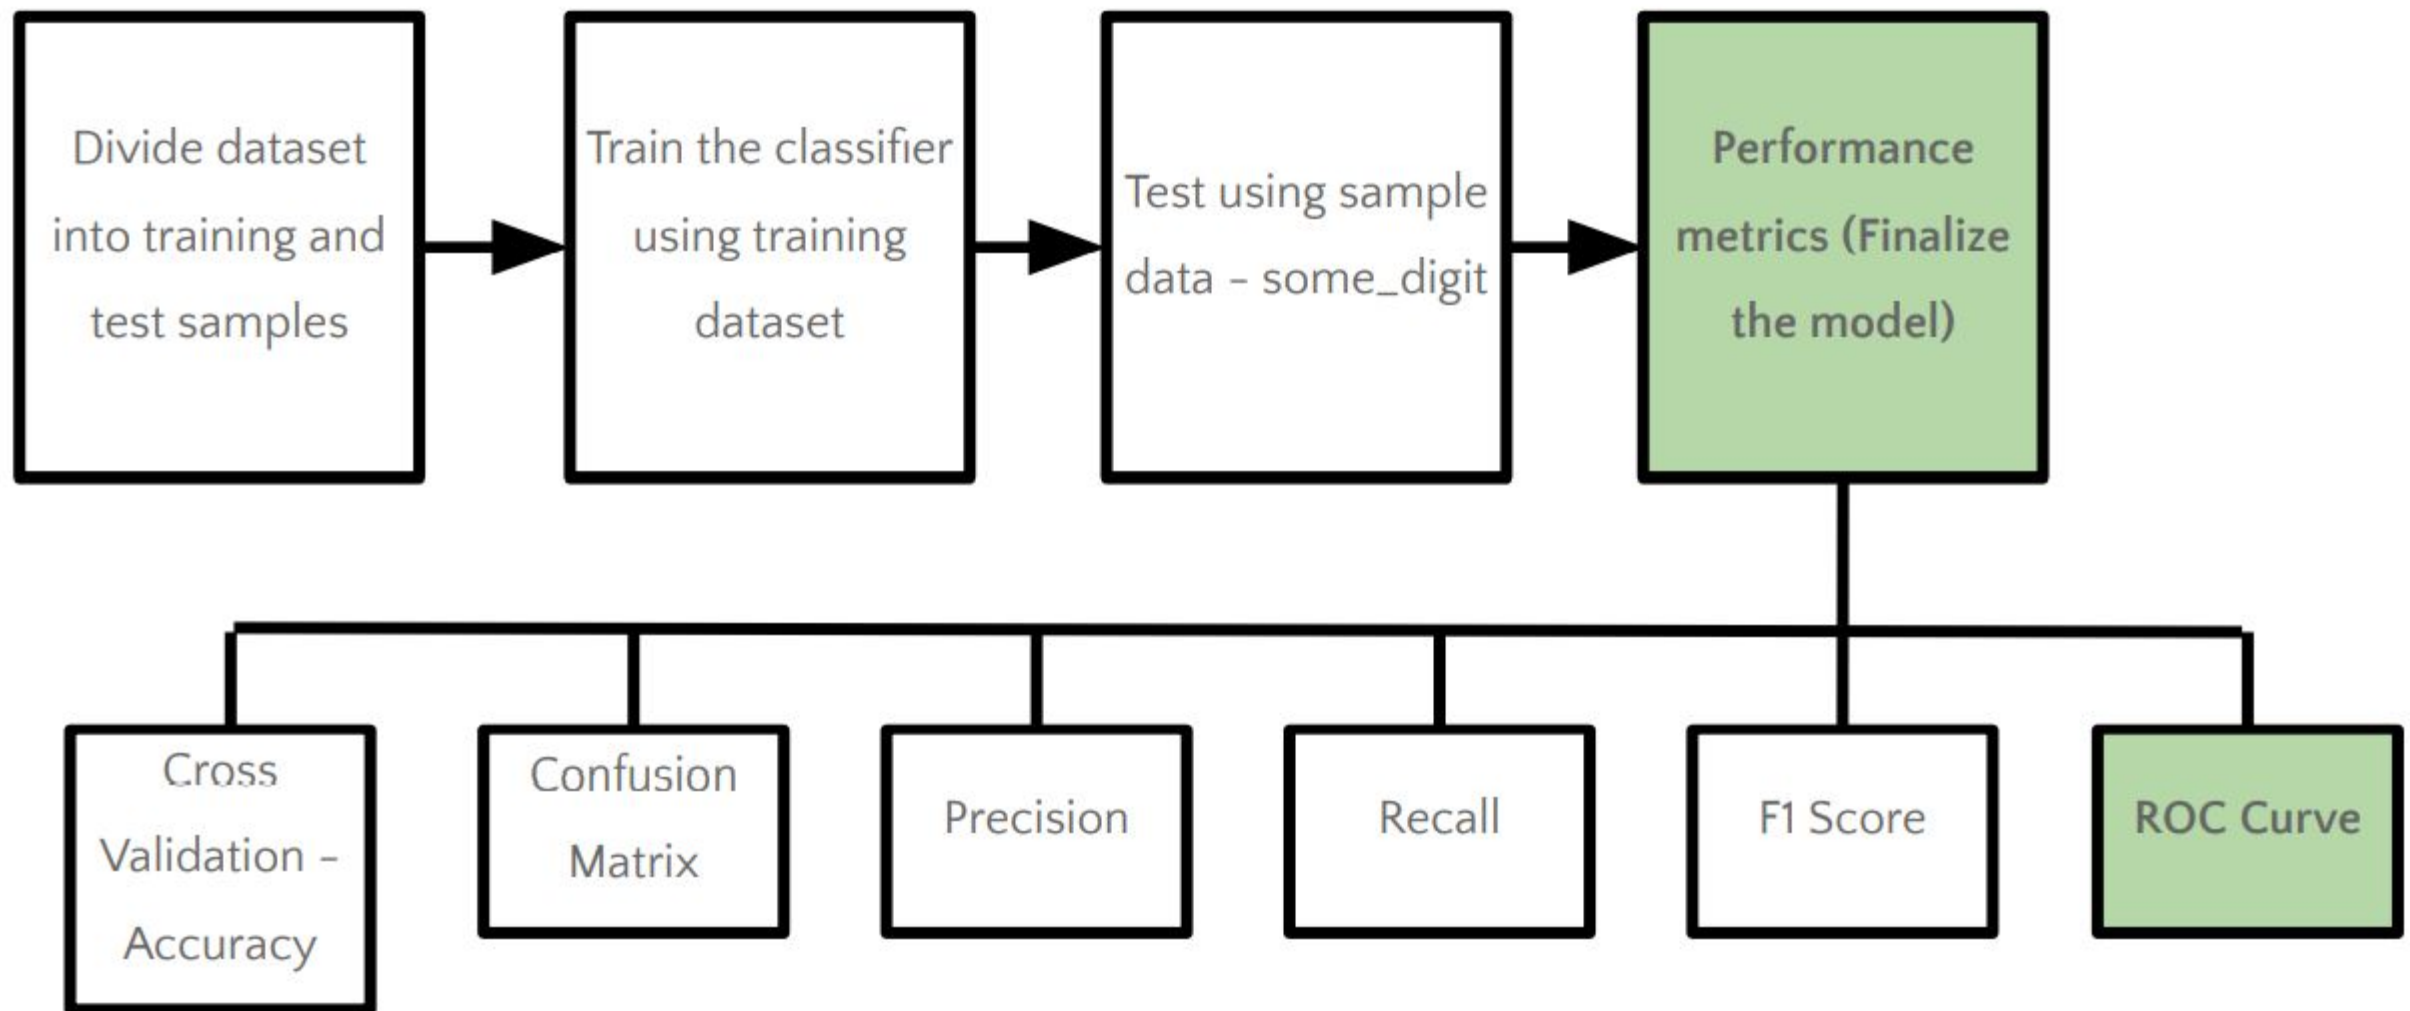 Divide dataset
into training and
test samples
Train the classifier
using training
dataset
Test using sample
data - some_digit
Performance
metrics (Finalize
the model)
Cross
Validation -
Accuracy
Confusion
Matrix
Precision
Recall
F1 Score
ROC Curve